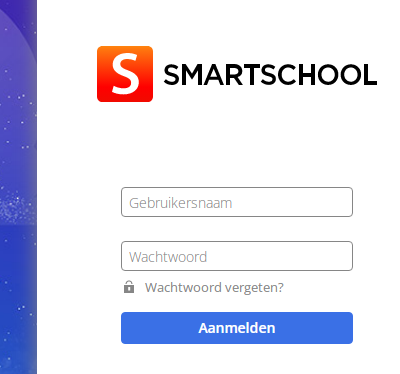 S SMARTSCHOOL
Gebruikersnaam
Wachtwoord
Wachtwoord vergeten?
Aanmelden